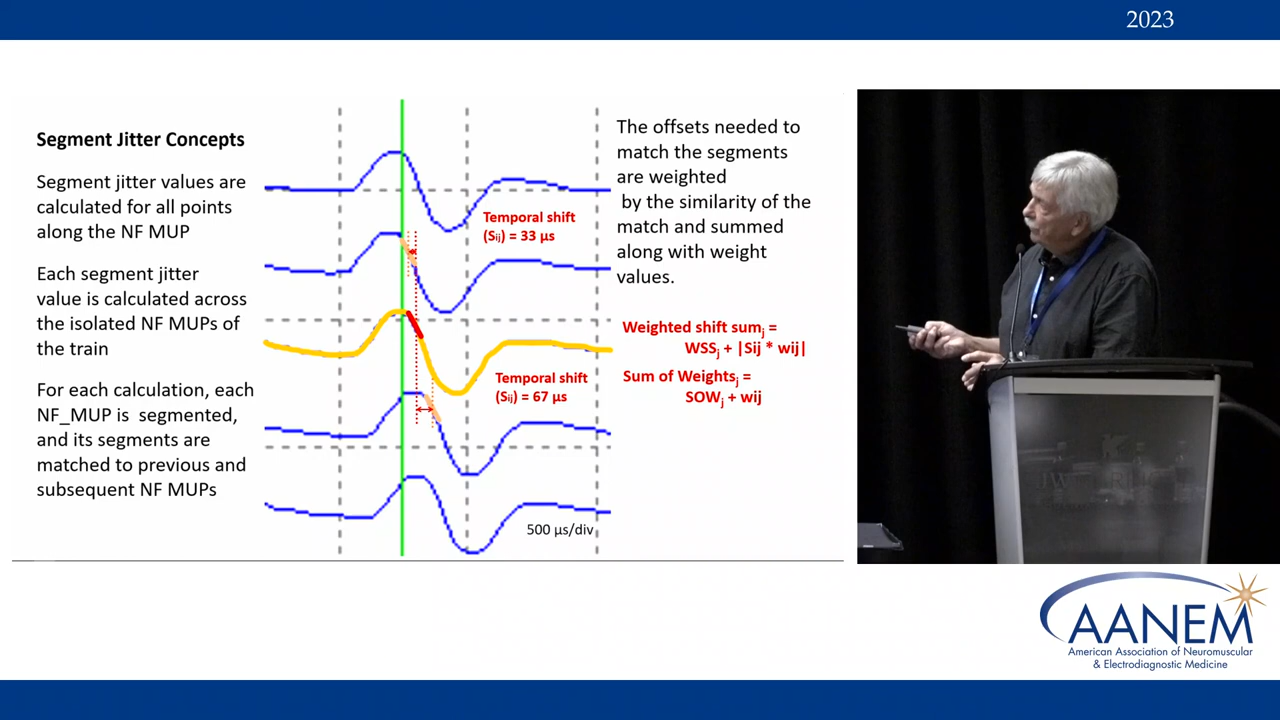 2023
Segment Jitter Concepts
Segment jitter values are
calculated for all points
along the NF MUP
Each segment jitter
value is calculated across
the isolated NF MUPs of
the train
For each calculation, each
NF_MUP is segmented,
and its segments are
matched to previous and
subsequent NF MUPs
Temporal shift
(Sij) = 33 µs
Temporal shift
(Sij) = 67 µs
500 µs/div
The offsets needed to
match the segments
are weighted
by the similarity of the
match and summed
along with weight
values.
Weighted shift sumj =
WSSj + |Sij * wij|
Sum of Weightsj =
SOWj + wij
AANEM
American Association of Neuromuscular
& Electrodiagnostic Medicine